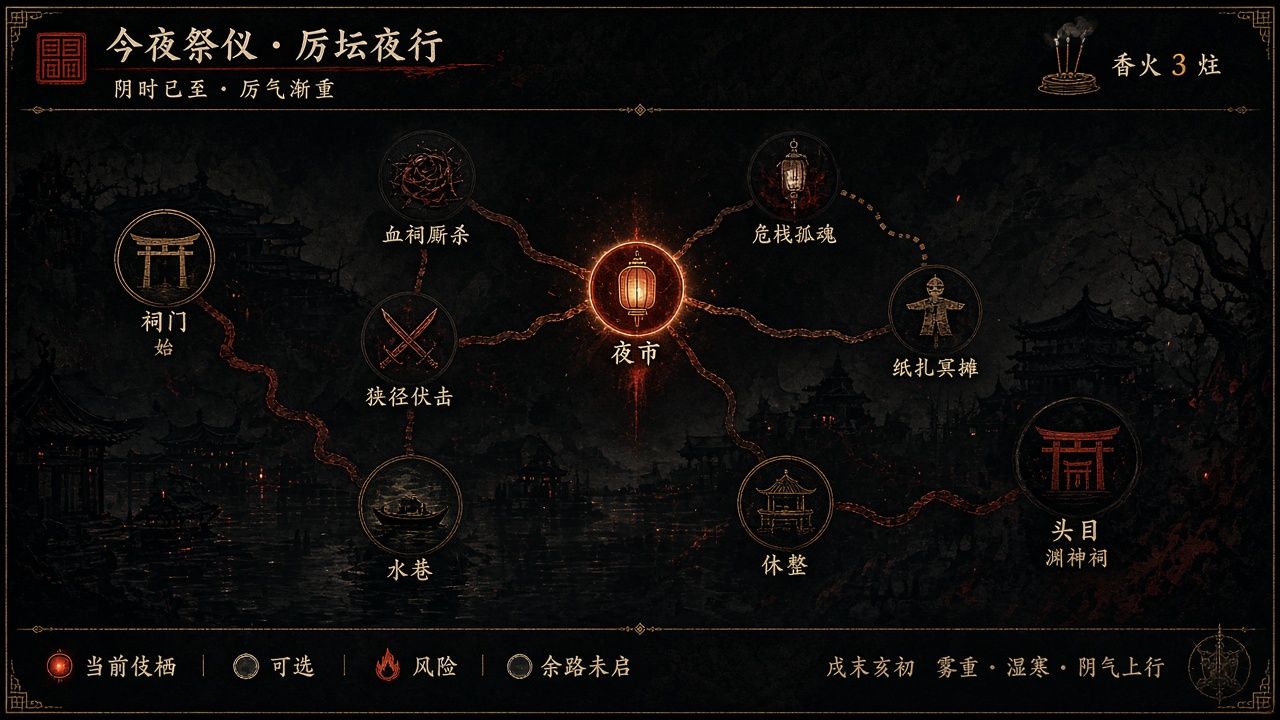 今夜祭仪·厉坛夜行
阴时已至·厉气渐重
香火 3 炷
血祠厮杀
危栈孤魂
祠门
始
夜市
纸扎冥摊
狭径伏击
水巷
休整
头目
渊神祠
当前伎栖
可选
风险
余路未启
戊末亥初 雾重·湿寒·阴气上行